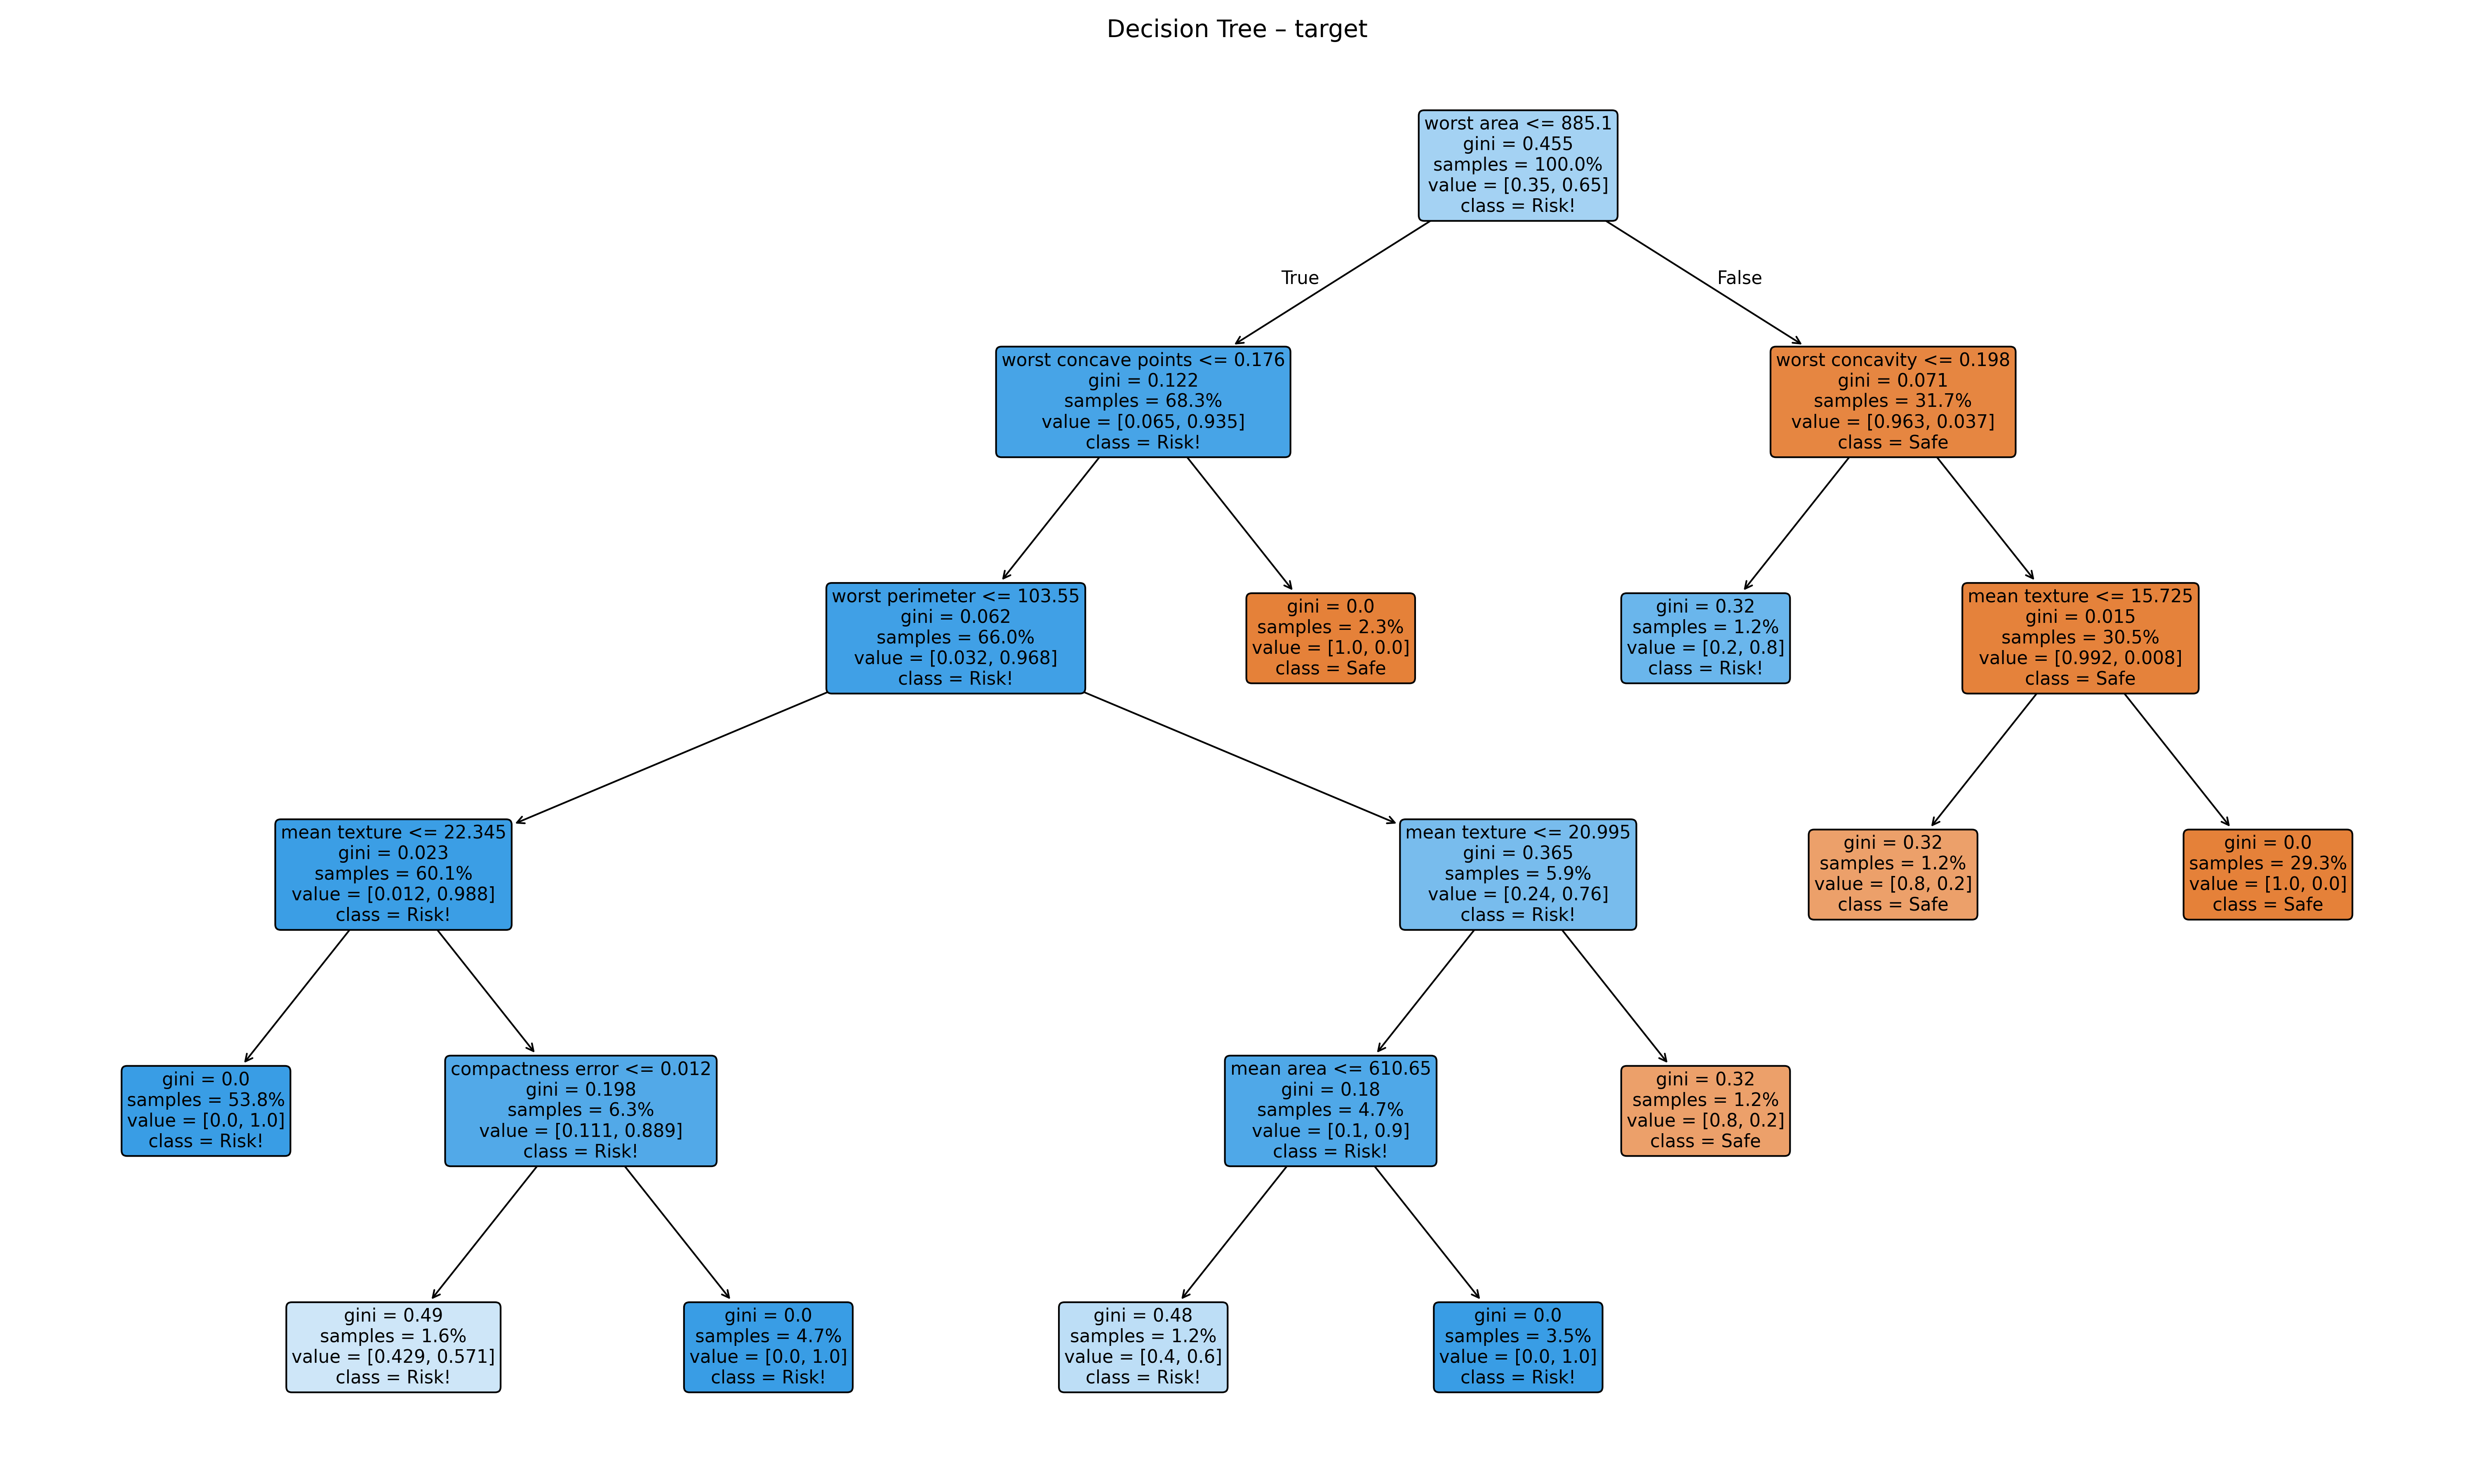 Decision Tree – target
worst area <= 885.1
gini = 0.455
samples = 100.0%
value = [0.35, 0.65]
class = Risk!
True
False
worst concave points <= 0.176
gini = 0.122
samples = 68.3%
value = [0.065, 0.935]
class = Risk!
worst concavity <= 0.198
gini = 0.071
samples = 31.7%
value = [0.963, 0.037]
class = Safe
worst perimeter <= 103.55
gini = 0.062
samples = 66.0%
value = [0.032, 0.968]
class = Risk!
gini = 0.0
samples = 2.3%
value = [1.0, 0.0]
class = Safe
gini = 0.32
samples = 1.2%
value = [0.2, 0.8]
class = Risk!
mean texture <= 15.725
gini = 0.015
samples = 30.5%
value = [0.992, 0.008]
class = Safe
mean texture <= 22.345
gini = 0.023
samples = 60.1%
value = [0.012, 0.988]
class = Risk!
mean texture <= 20.995
gini = 0.365
samples = 5.9%
value = [0.24, 0.76]
class = Risk!
gini = 0.32
samples = 1.2%
value = [0.8, 0.2]
class = Safe
gini = 0.0
samples = 29.3%
value = [1.0, 0.0]
class = Safe
gini = 0.0
samples = 53.8%
value = [0.0, 1.0]
class = Risk!
compactness error <= 0.012
gini = 0.198
samples = 6.3%
value = [0.111, 0.889]
class = Risk!
mean area <= 610.65
gini = 0.18
samples = 4.7%
value = [0.1, 0.9]
class = Risk!
gini = 0.32
samples = 1.2%
value = [0.8, 0.2]
class = Safe
gini = 0.49
samples = 1.6%
value = [0.429, 0.571]
class = Risk!
gini = 0.0
samples = 4.7%
value = [0.0, 1.0]
class = Risk!
gini = 0.48
samples = 1.2%
value = [0.4, 0.6]
class = Risk!
gini = 0.0
samples = 3.5%
value = [0.0, 1.0]
class = Risk!